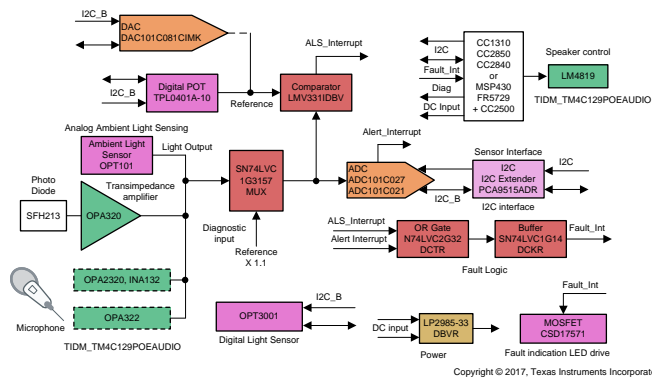 I2C_B
DAC
DAC101C081CIMK
ALS_Interrupt
Digital POT
TPL0401A-10
I2C_B
Reference
Comparator
LMV331IDBV
I2C
Fault_Int
Diag
DC Input
CC1310
CC2850
CC2840
or
MSP430
FR5729
+ CC2500
Speaker control
LM4819
TIDM_TM4C129POEAUDIO
Analog Ambient Light Sensing
Ambient Light
Sensor
OPT101
Light Output
Photo
Diode
SFH213
Transimpedance
amplifier
OPA320
SN74LVC
1G3157
MUX
Diagnostic
input
Reference
X 1.1
Alert_Interrupt
ADC
ADC101C027
ADC101C021
I2C_B
Sensor Interface
I2C
I2C Extender
PCA9515ADR
I2C interface
I2C
ALS_Interrupt
Alert Interrupt
OR Gate
N74LVC2G32
DCTR
Buffer
SN74LVC1G14
DCKR
Fault_Int
Fault Logic
OPA2320, INA132
OPA322
Microphone
TIDM_TM4C129POEAUDIO
OPT3001
I2C_B
Digital Light Sensor
DC input
LP2985-33
DBVR
Power
Fault_Int
MOSFET
CSD17571
Fault indication LED drive
Copyright © 2017, Texas Instruments Incorporate